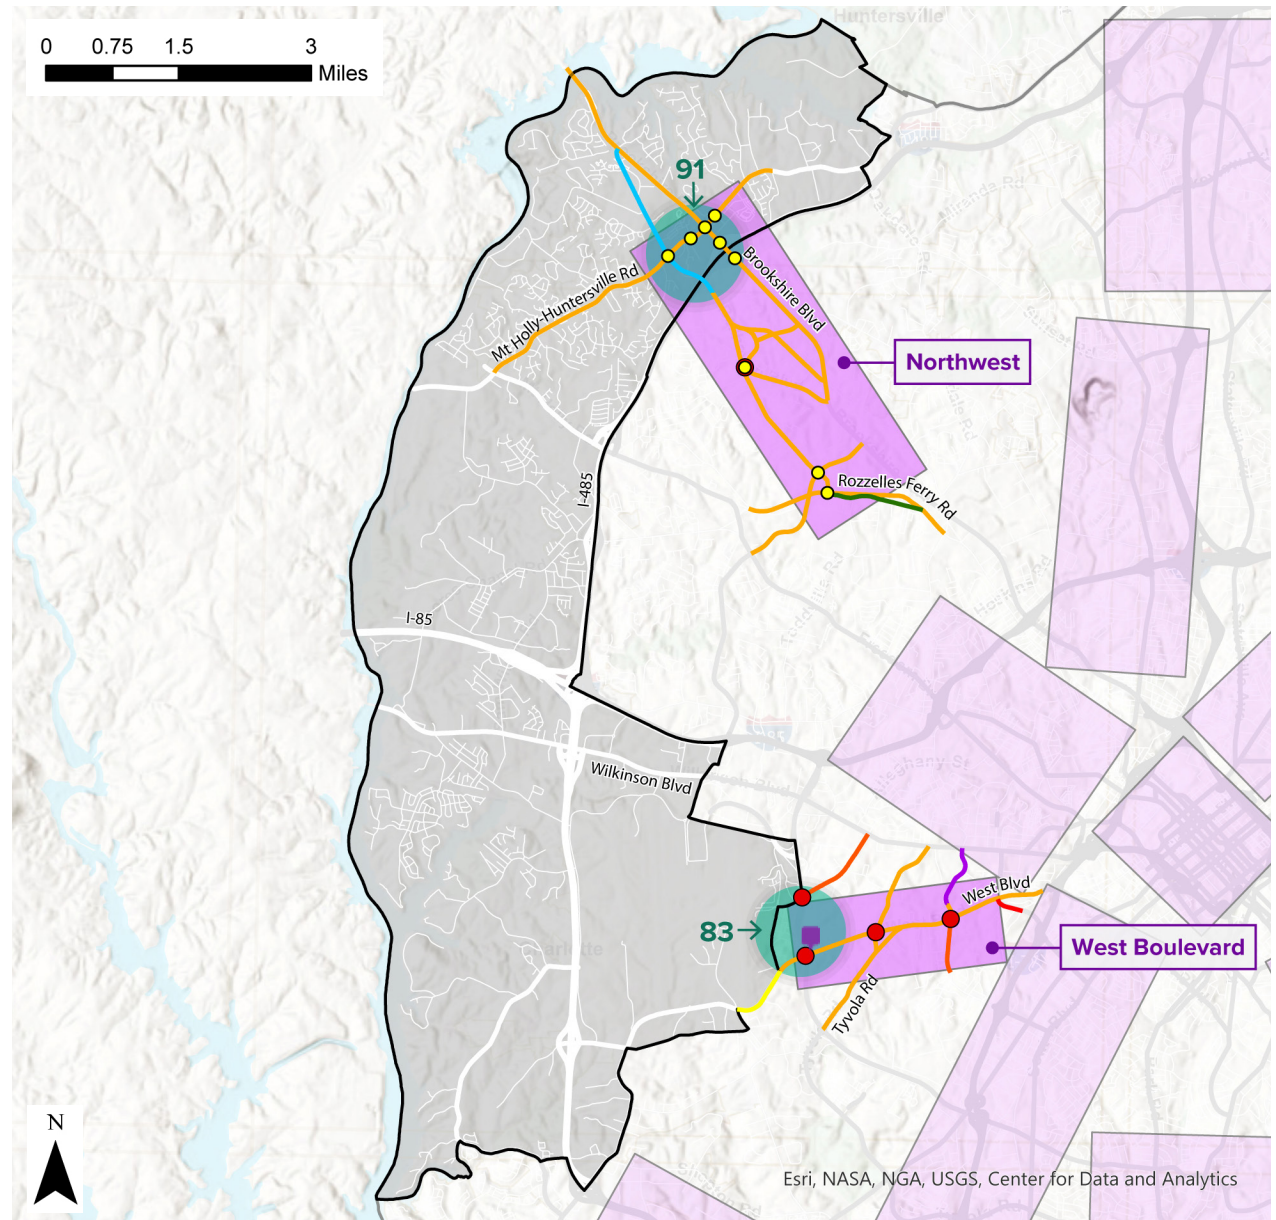 Huntersville
0 0.75 1.5 3
Miles
91
Mt Holly-Huntersville Rd
Brookshire Blvd
Northwest
Rozzelles Ferry Rd
I-485
I-85
Wilkinson Blvd
West Blvd
83
West Boulevard
Charlotte
Tyvola Rd
N
Esri, NASA, NGA, USGS, Center for Data and Analytics